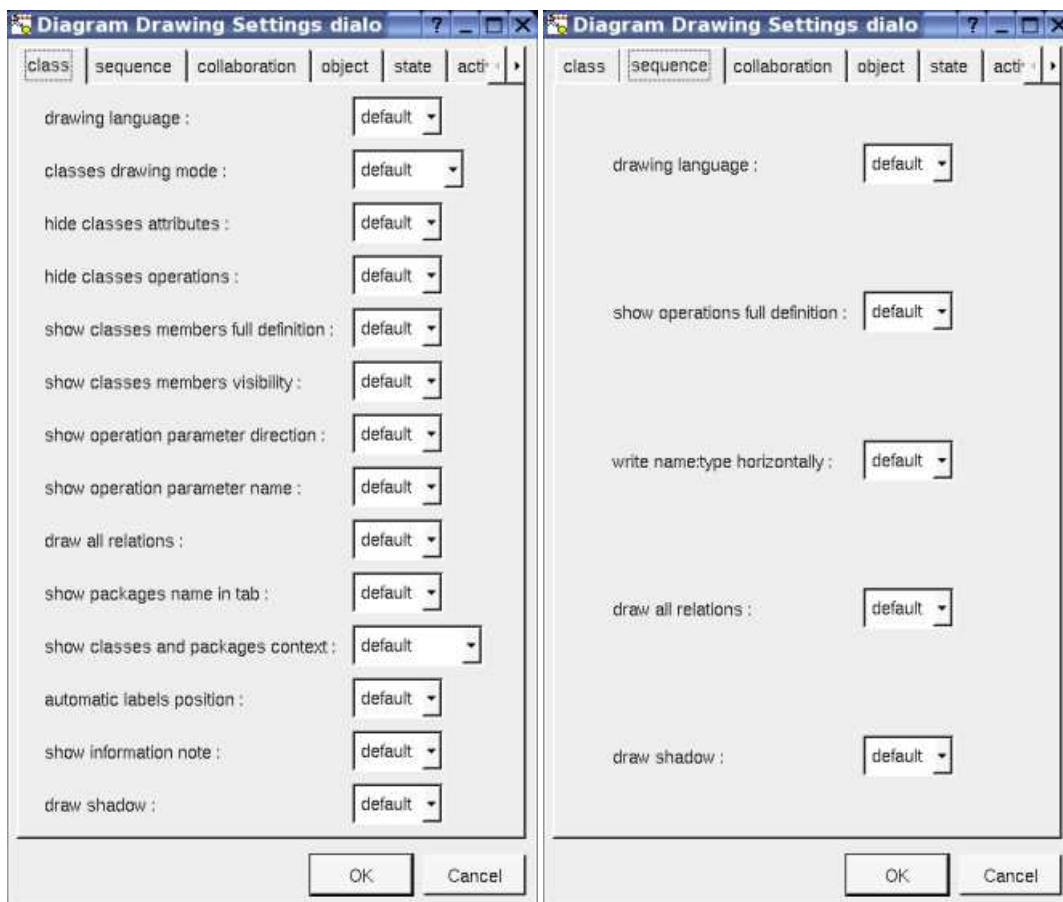 Diagram Drawing Settings dialo
class sequence collaboration object state acti
drawing language : default
classes drawing mode : default
hide classes attributes : default
hide classes operations : default
show classes members full definition : default
show classes members visibility : default
show operation parameter direction : default
show operation parameter name : default
draw all relations : default
show packages name in tab : default
show classes and packages context : default
automatic labels position : default
show information note : default
draw shadow : default
OK Cancel
Diagram Drawing Settings dialo
class sequence collaboration object state acti
drawing language : default
show operations full definition : default
write name:type horizontally : default
draw all relations : default
draw shadow : default
OK Cancel